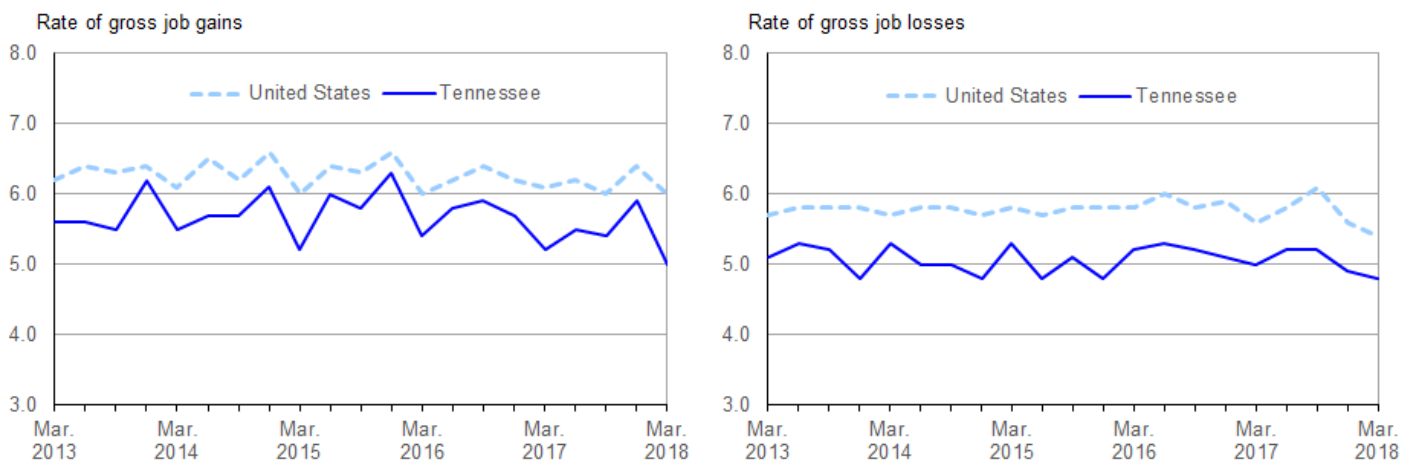 Rate of gross job gains
8.0
7.0
6.0
5.0
4.0
3.0
United States
Tennessee
Mar. 2013
Mar. 2014
Mar. 2015
Mar. 2016
Mar. 2017
Mar. 2018
Rate of gross job losses
8.0
7.0
6.0
5.0
4.0
3.0
United States
Tennessee
Mar. 2013
Mar. 2014
Mar. 2015
Mar. 2016
Mar. 2017
Mar. 2018